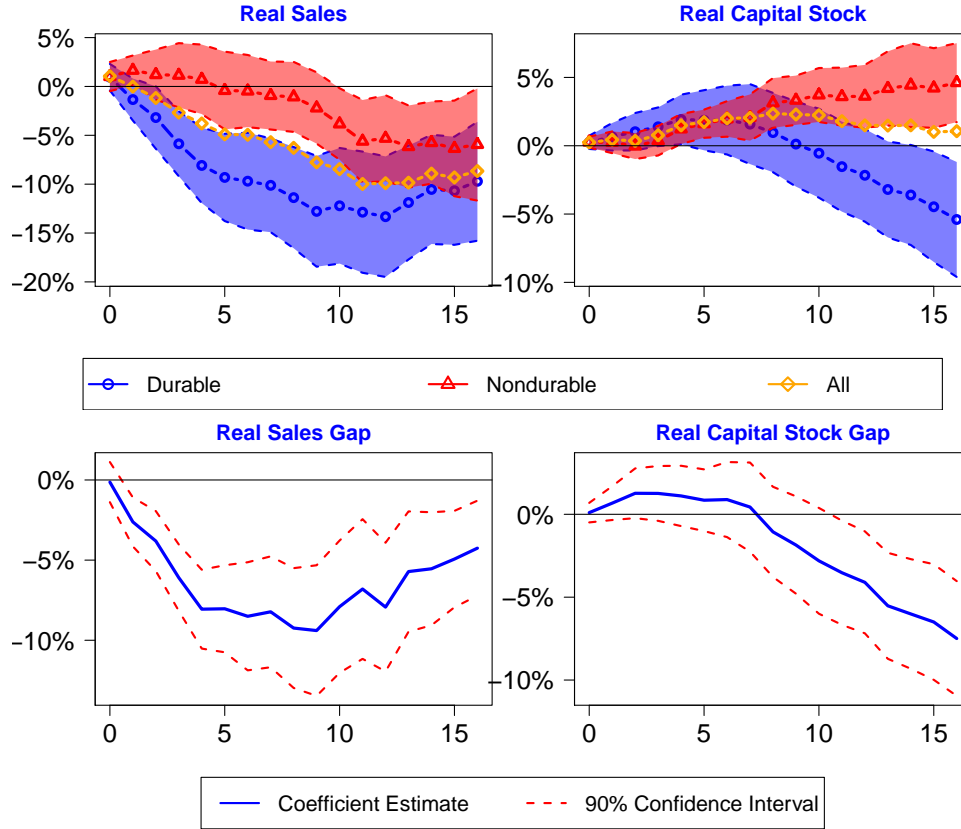 Real Sales
Real Capital Stock
5%
0%
−5%
−10%
−15%
−20%
0 5 10 15
5%
0%
−5%
−10%
0 5 10 15
Durable Nondurable All
Real Sales Gap
Real Capital Stock Gap
0%
−5%
−10%
0 5 10 15
0%
−5%
−10%
0 5 10 15
Coefficient Estimate 90% Confidence Interval